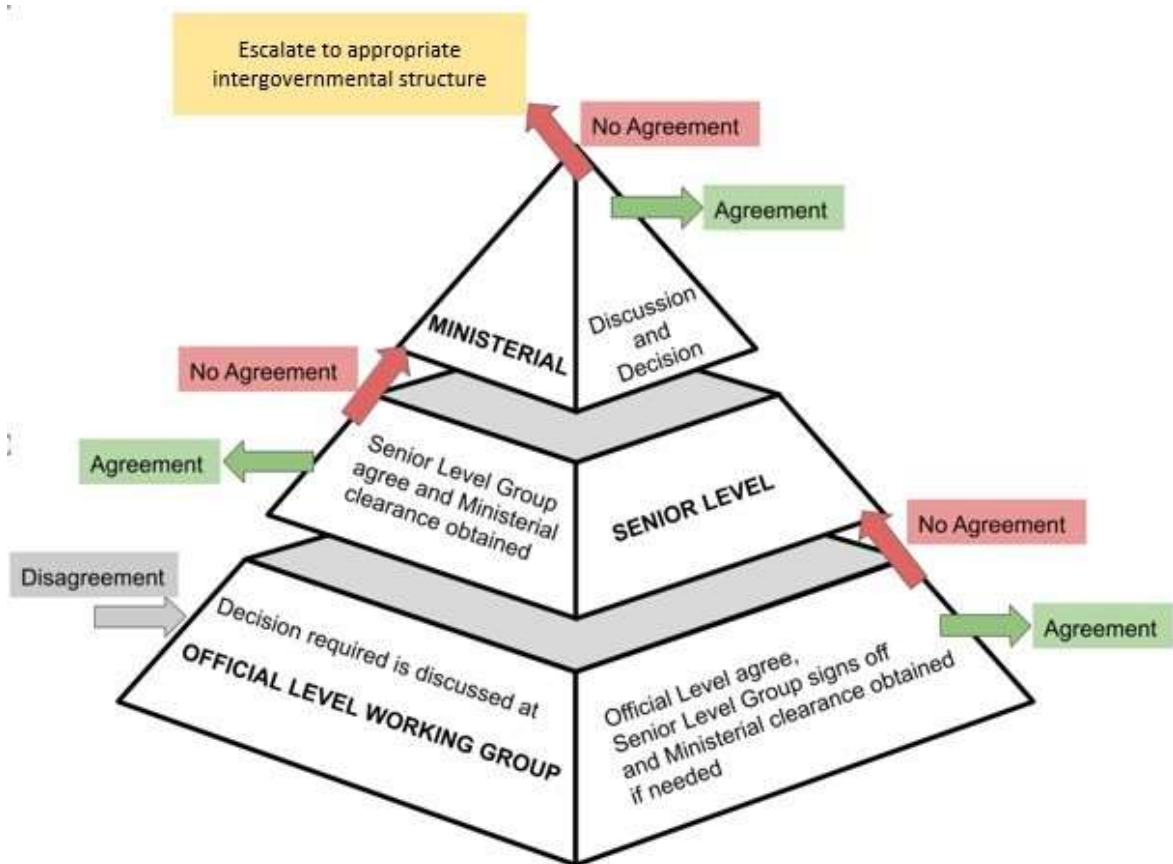 Escalate to appropriate
intergovernmental structure
No Agreement
Agreement
MINISTERIAL
Discussion
and
Decision
No Agreement
Agreement
Senior Level Group
agree and Ministerial
clearance obtained
SENIOR LEVEL
No Agreement
Disagreement
Decision required is discussed at
OFFICIAL LEVEL WORKING GROUP
Official Level agree,
Senior Level Group signs off
and Ministerial clearance obtained
if needed
Agreement